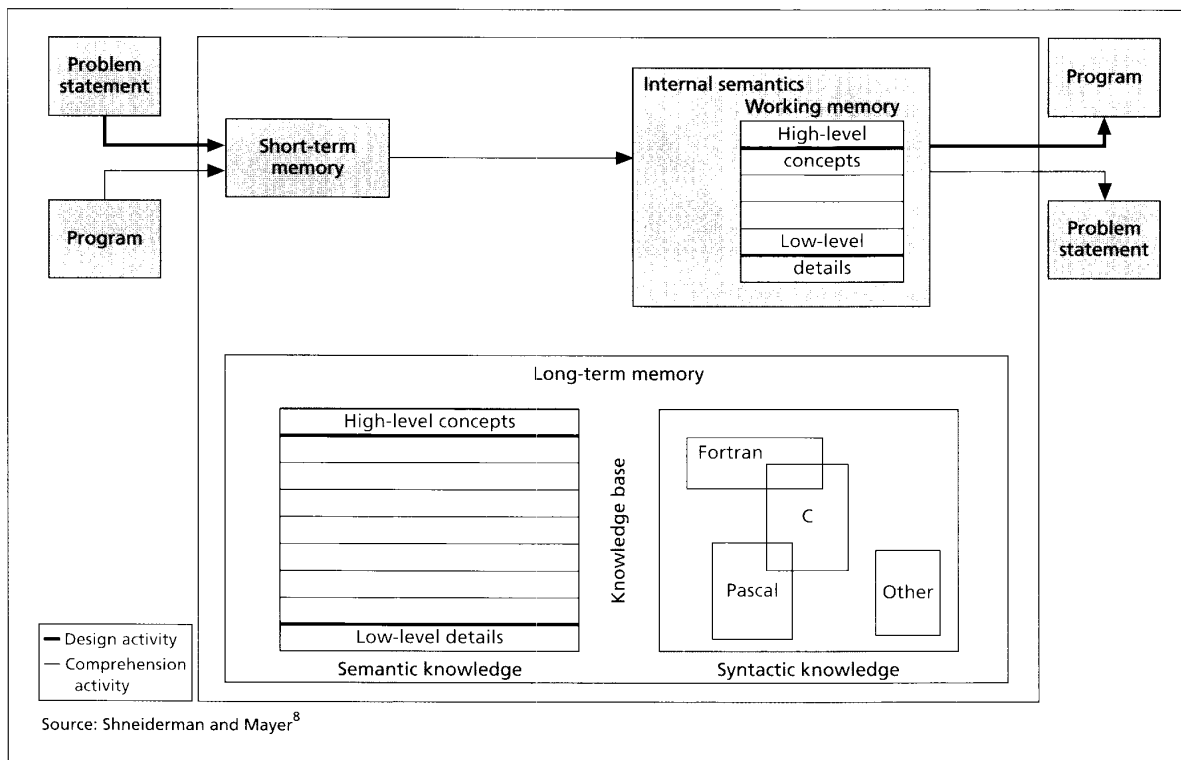 Problem
statement
Program
Short-term
memory
Internal semantics
Working memory
High-level
concepts
Low-level
details
Program
Problem
statement
Long-term memory
High-level concepts
Low-level details
Semantic knowledge
Knowledge base
Fortran
C
Pascal
Other
Syntactic knowledge
Design activity
Comprehension
activity
Source: Shneiderman and Mayer8